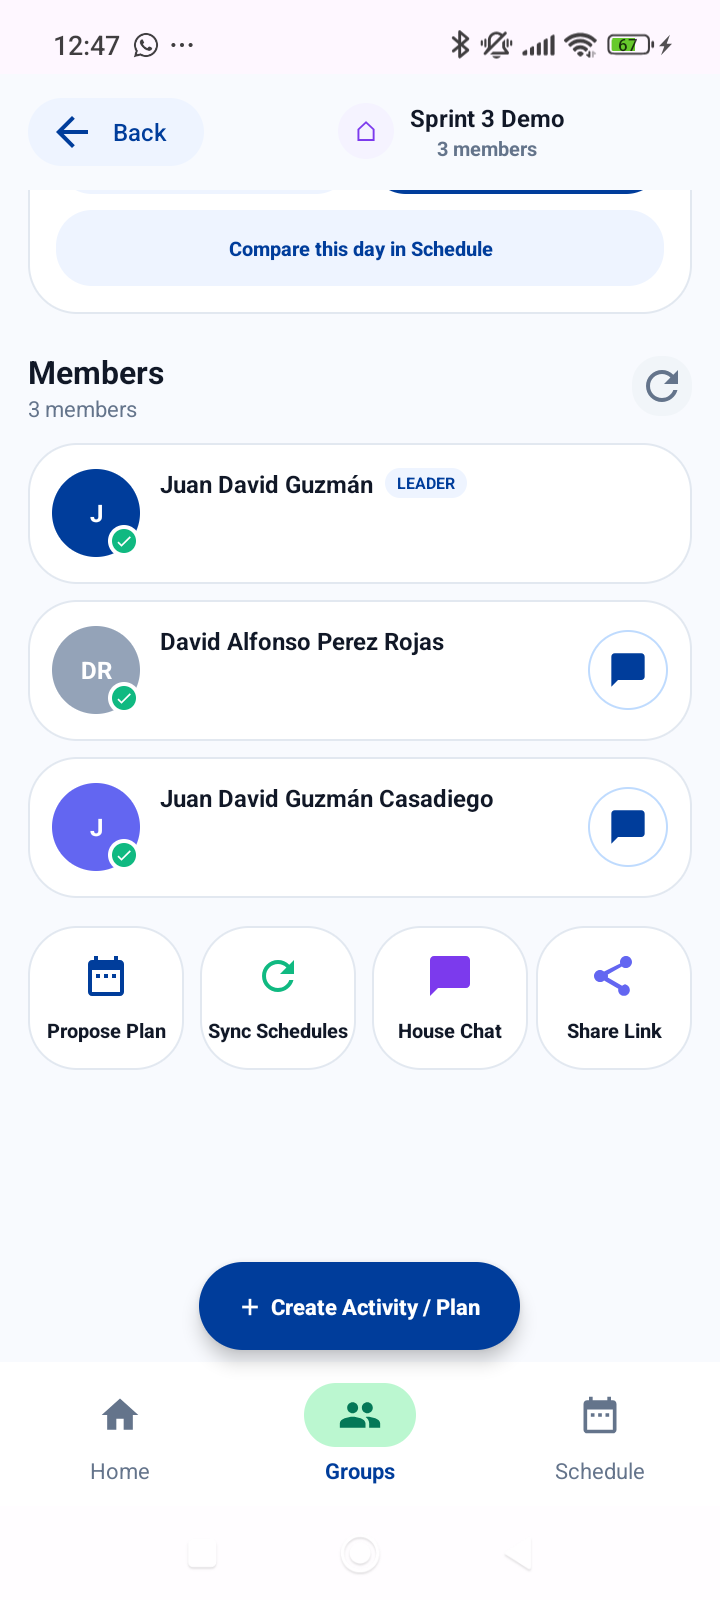 12:47
67
Back
Sprint 3 Demo
3 members
Compare this day in Schedule
Members
3 members
J
Juan David Guzmán LEADER
DR
David Alfonso Perez Rojas
J
Juan David Guzmán Casadiego
Propose Plan
Sync Schedules
House Chat
Share Link
+ Create Activity / Plan
Home
Groups
Schedule